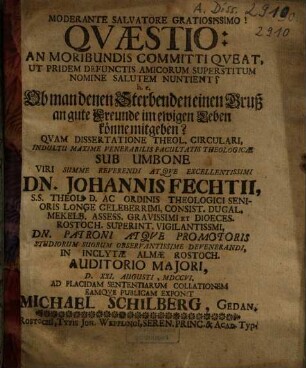 A. Diss. 2910
2910
MODERANTE SALVATORE GRATIOSISSIMO!
QVÆSTIO:
AN MORIBUNDIS COMMITTI QVEAT,
UT PRIDEM DEFUNCTIS AMICORUM SUPERSTITUM
NOMINE SALUTEM NUNTIENT?
h. e.
Ob man denen Sterbenden einen Gruß
an gute Freunde im ewigen Leben
könne mitgeben?
QVAM DISSERTATIONE THEOL. CIRCULARI,
INDULTU MAXIME VENERABILIS FACULTATIS THEOLOGICÆ
SUB UMBONE
VIRI SUMME REVERENDI ATQVE EXCELLENTISSIMI
DN. JOHANNIS FECHTII,
S.S. THEOL. D. AC ORDINIS THEOLOGICI SENI-
ORIS LONGE CELEBERRIMI, CONSIST. DUCAL.
MEKELB. ASSESS. GRAVISSIMI ET DIOECES.
ROSTOCH. SUPERINT. VIGILANTISSIMI,
DN. PATRONI ATQVE PROMOTORIS
STUDIORUM SUORUM OBSERVANTISSIME DEVENERANDI,
IN INCLYTÆ ALMÆ ROSTOCH.
AUDITORIO MAJORI,
D. XXI. AUGUSTI, MDCCVI.
AD PLACIDAM SENTENTIARUM COLLATIONEM
EAMQVE PUBLICAM EXPONIT
MICHAEL SCHILBERG, GEDAN.
ROSTOCHI, TYPIS JOH. WEPPLINGI, SEREN. PRINC. & ACAD. TYP.